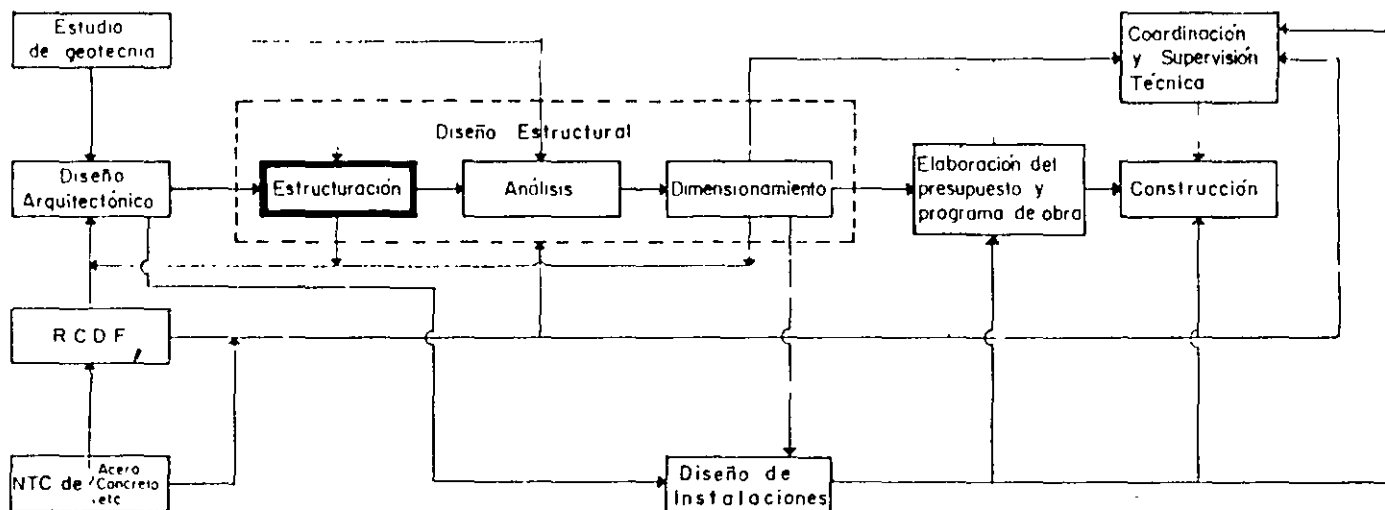 Estudio
de geotecnia
Coordinación
y Supervisión
Técnica
Diseño Estructural
Diseño
Arquitectónico
Estructuración
Análisis
Dimensionamiento
Elaboración del
presupuesto y
programa de obra
Construcción
RCDF
NTC de Acero
Concreto
etc
Diseño de
Instalaciones